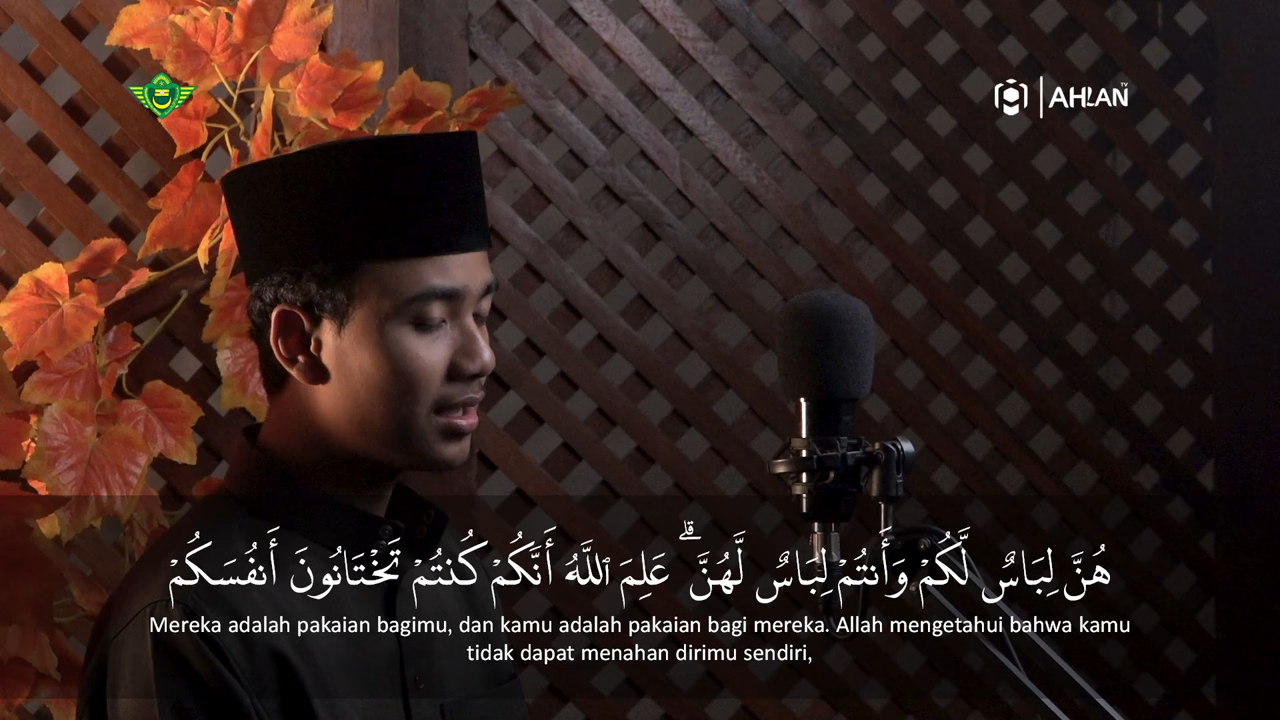 AHLAN TV
هُنَّ لِبَاسٌ لَّكُمْ وَأَنتُمْ لِبَاسٌ لَّهُنَّ ۗ عَلِمَ ٱللَّهُ أَنَّكُمْ كُنتُمْ تَخْتَانُونَ أَنفُسَكُمْ
Mereka adalah pakaian bagimu, dan kamu adalah pakaian bagi mereka. Allah mengetahui bahwa kamu
tidak dapat menahan dirimu sendiri,